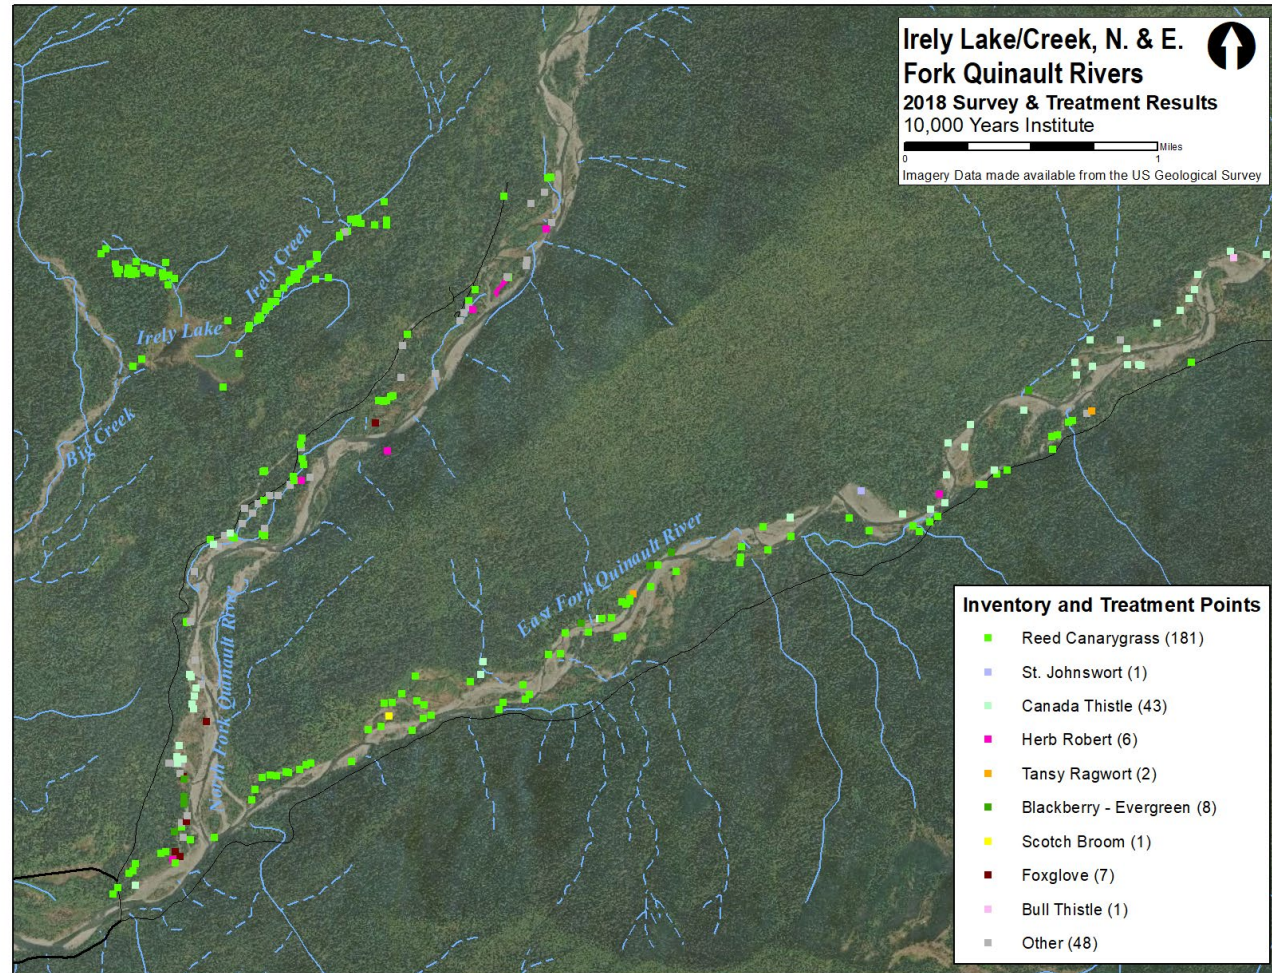 Irely Lake/Creek, N. & E.
Fork Quinault Rivers
2018 Survey & Treatment Results
10,000 Years Institute
Miles
0 1
Imagery Data made available from the US Geological Survey
Irely Creek
Irely Lake
Big Creek
East Fork Quinault River
North Fork Quinault River
Inventory and Treatment Points
Reed Canarygrass (181)
St. Johnswort (1)
Canada Thistle (43)
Herb Robert (6)
Tansy Ragwort (2)
Blackberry - Evergreen (8)
Scotch Broom (1)
Foxglove (7)
Bull Thistle (1)
Other (48)